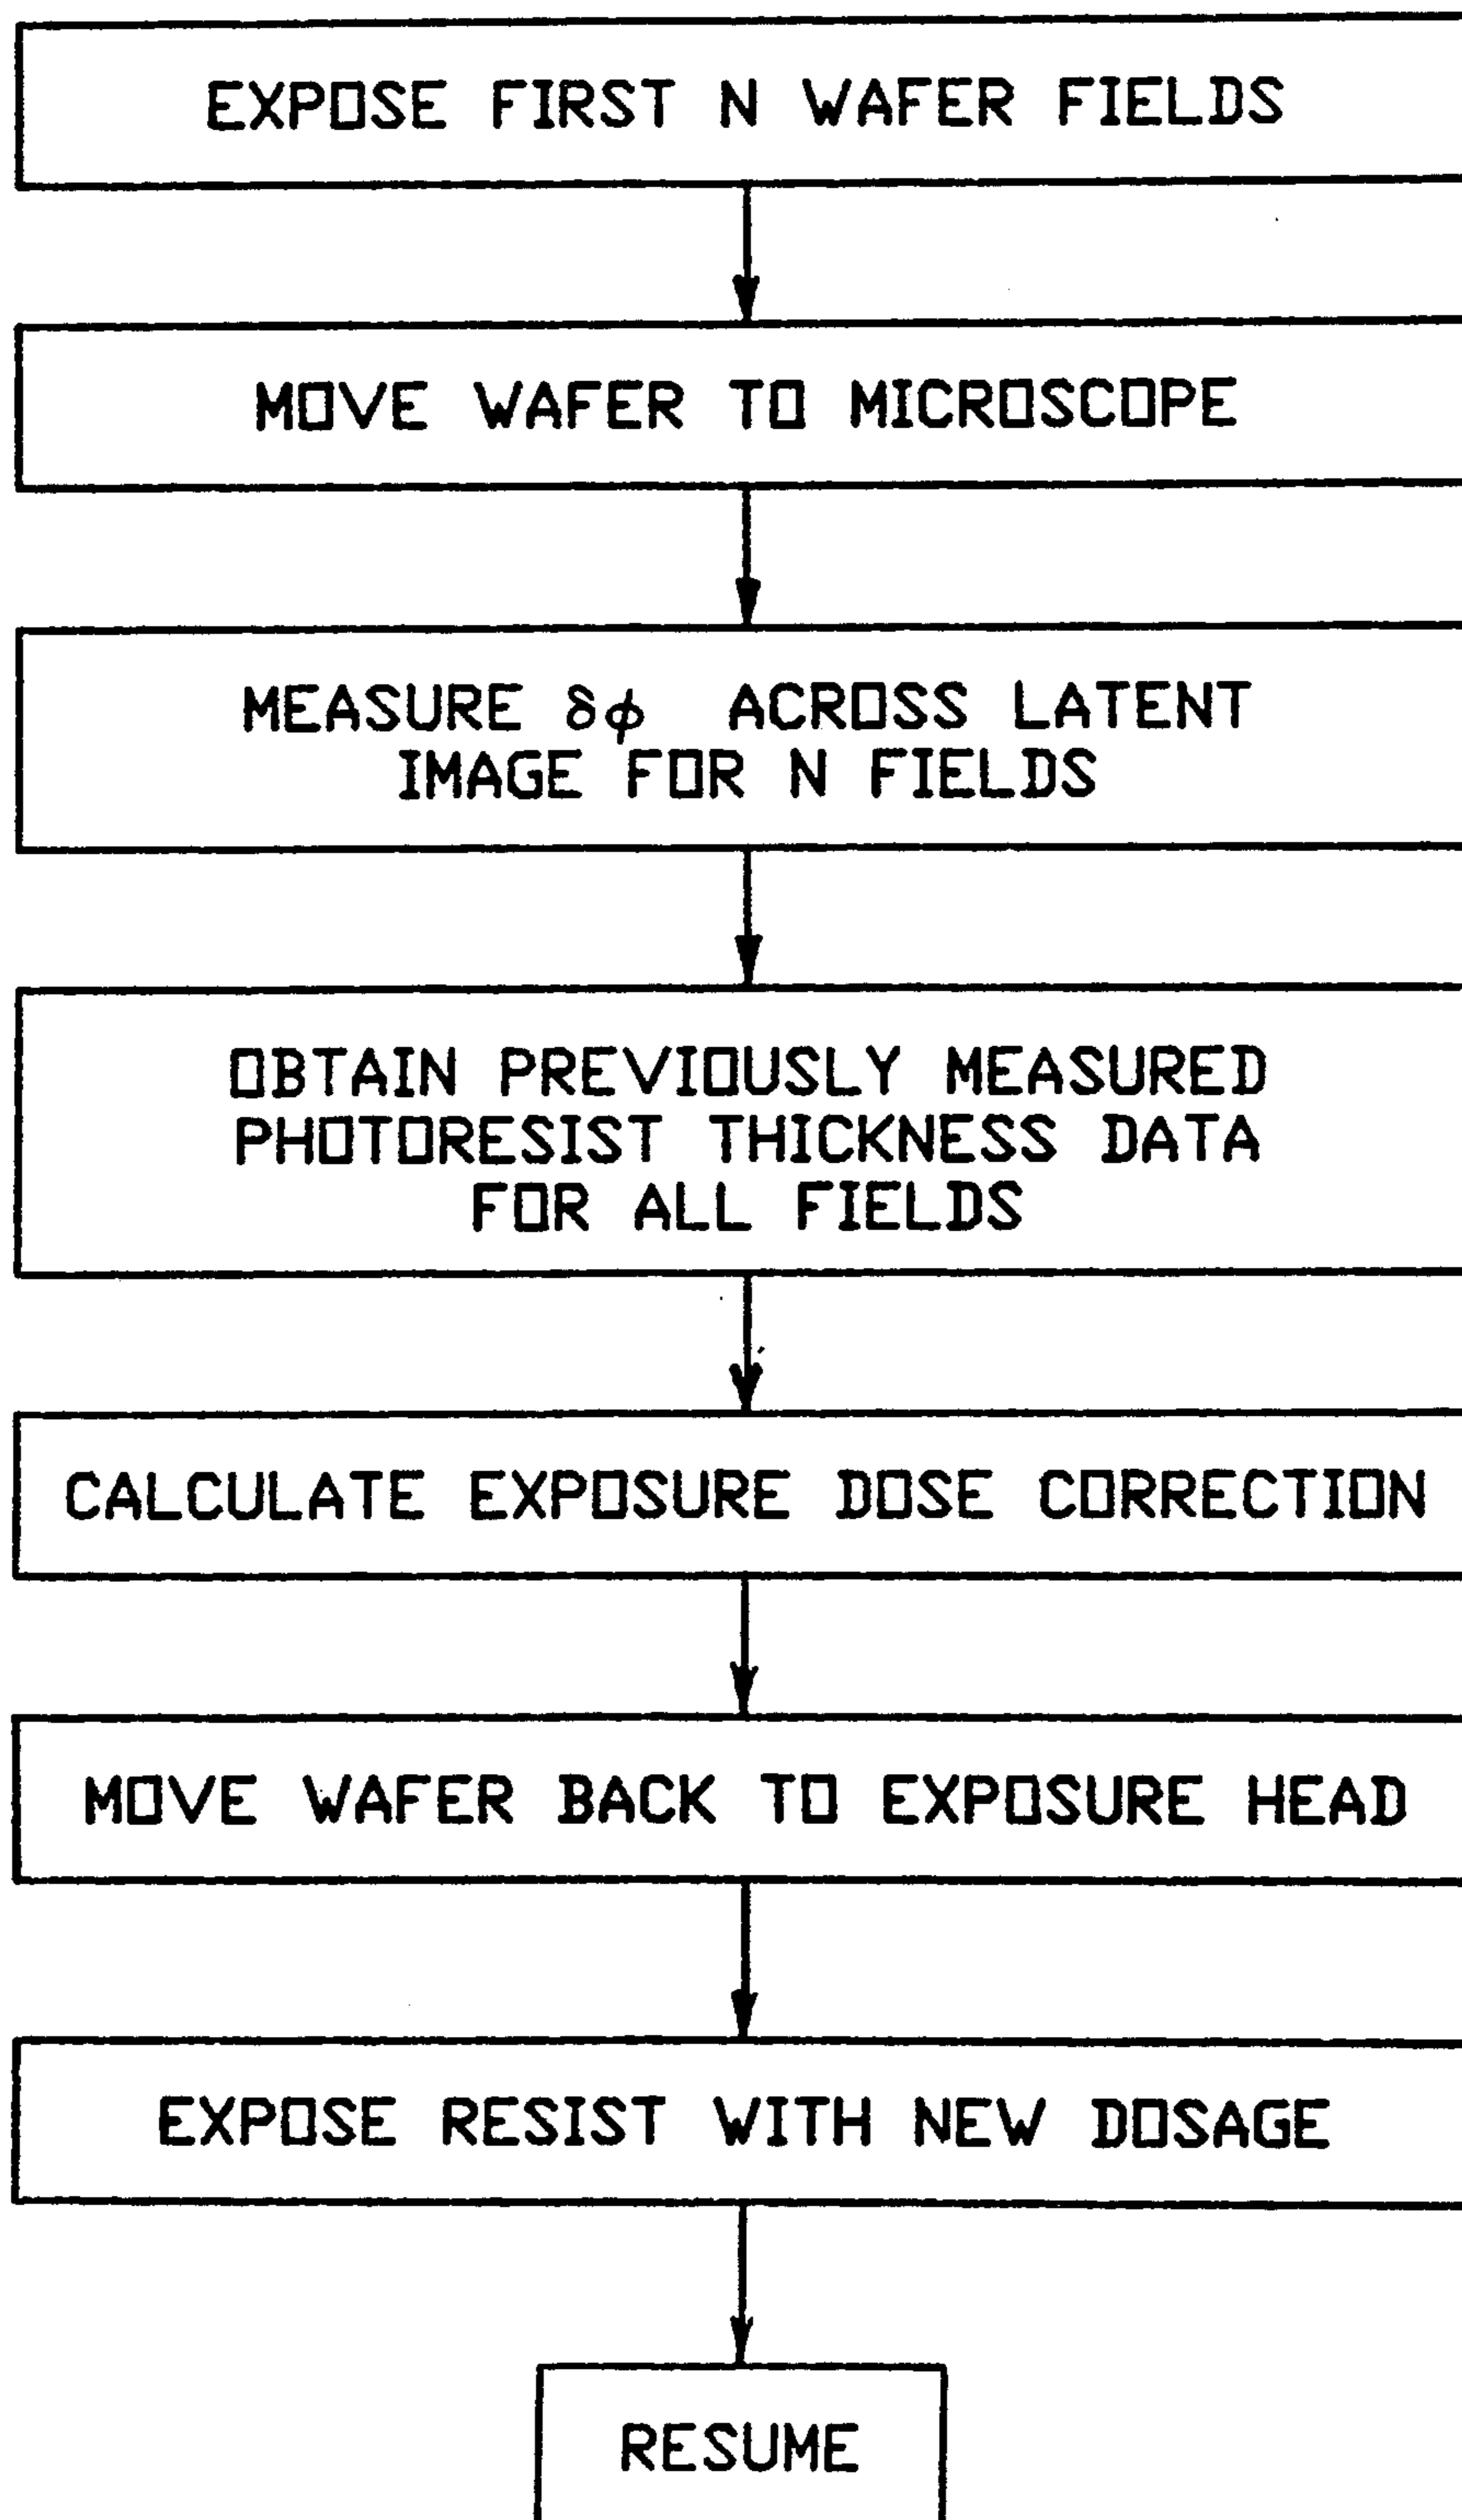 EXPOSE FIRST N WAFER FIELDS
MOVE WAFER TO MICROSCOPE
MEASURE δϕ ACROSS LATENT
IMAGE FOR N FIELDS
OBTAIN PREVIOUSLY MEASURED
PHOTORESIST THICKNESS DATA
FOR ALL FIELDS
CALCULATE EXPOSURE DOSE CORRECTION
MOVE WAFER BACK TO EXPOSURE HEAD
EXPOSE RESIST WITH NEW DOSAGE
RESUME